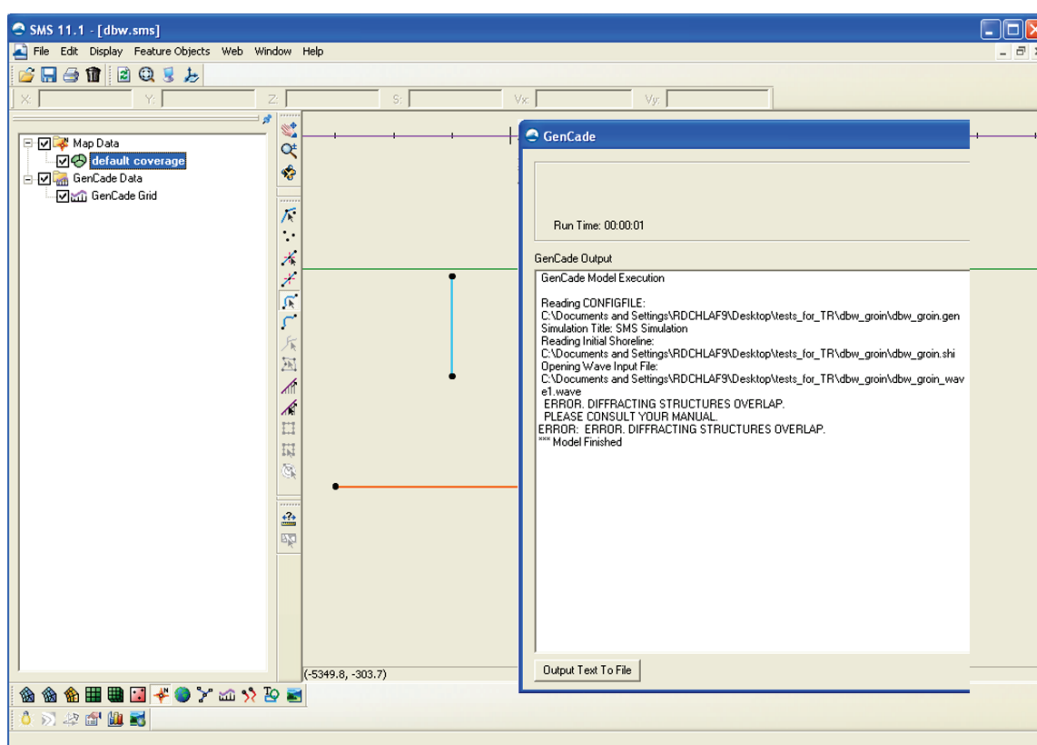 SMS 11.1 - [dbw.sms]
File Edit Display Feature Objects Web Window Help
X: Y: Z: S: Vx: Vy:
Map Data
default coverage
GenCade Data
GenCade Grid
GenCade
Run Time: 00:00:01
GenCade Output
GenCade Model Execution
Reading CONFIGFILE:
C:\Documents and Settings\RDCHLAF9\Desktop\tests_for_TR\dbw_groin\dbw_groin.gen
Simulation Title: SMS Simulation
Reading Initial Shoreline:
C:\Documents and Settings\RDCHLAF9\Desktop\tests_for_TR\dbw_groin\dbw_groin.shi
Opening Wave Input File:
C:\Documents and Settings\RDCHLAF9\Desktop\tests_for_TR\dbw_groin\dbw_groin_wav
e1.wave
ERROR. DIFFRACTING STRUCTURES OVERLAP.
PLEASE CONSULT YOUR MANUAL.
ERROR: ERROR. DIFFRACTING STRUCTURES OVERLAP.
*** Model Finished
Output Text To File
(-5349.8, -303.7)